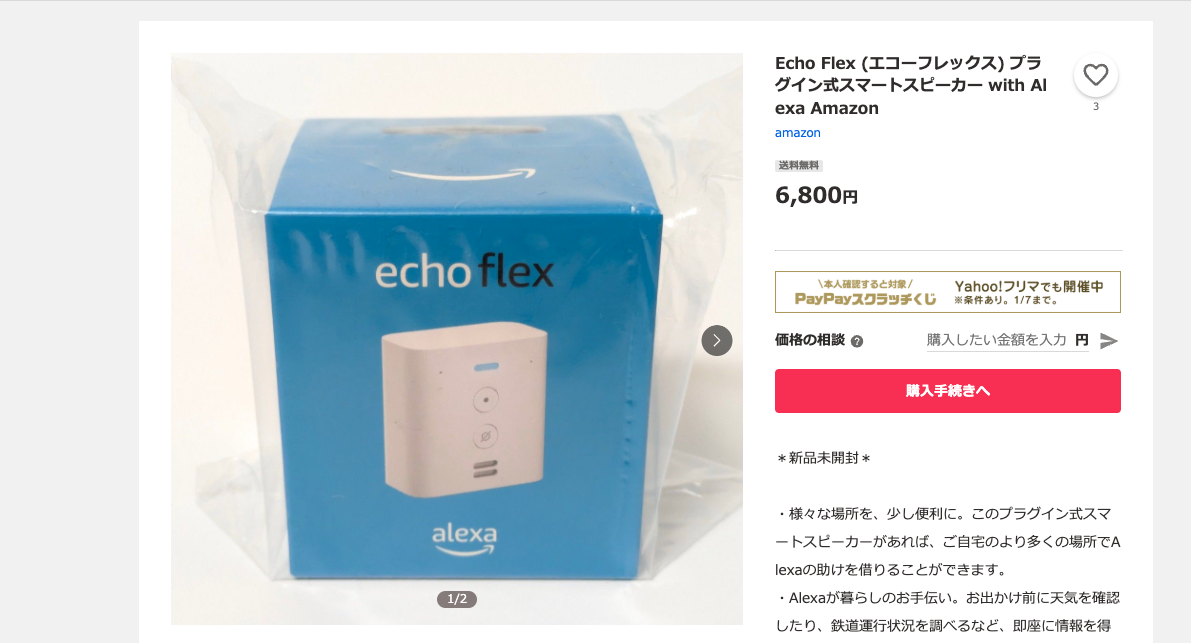 echo flex
alexa
1/2
Echo Flex (エコーフレックス) プラ
グイン式スマートスピーカー with Al
exa Amazon
3
amazon
送料無料
6,800円
\本人確認すると対象/
PayPayスクラッチくじ
Yahoo!フリマでも開催中
※条件あり。1/7まで。
価格の相談 ?
購入したい金額を入力 円
購入手続きへ
＊新品未開封＊
・様々な場所を、少し便利に。このプラグイン式スマ
ートスピーカーがあれば、ご自宅のより多くの場所でA
lexaの助けを借りることができます。
・Alexaが暮らしのお手伝い。お出かけ前に天気を確認
したり、鉄道運行状況を調べるなど、即座に情報を得